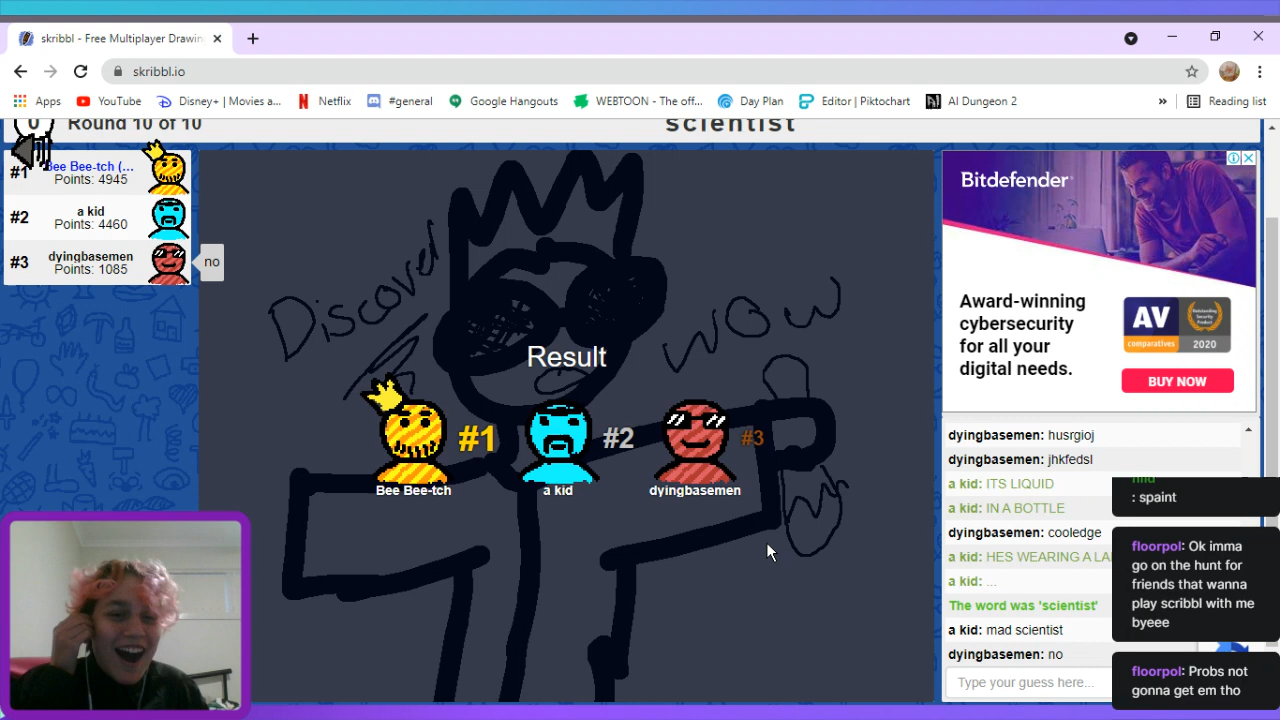 skribbl - Free Multiplayer Drawin
skribbl.io
Apps
YouTube
Disney+ | Movies a...
Netflix
#general
Google Hangouts
WEBTOON - The off...
Day Plan
Editor | Piktochart
AI Dungeon 2
»
Reading list
0
Round 10 of 10
scientist
#1
Bee Bee-tch (...
Points: 4945
#2
a kid
Points: 4460
#3
dyingbasemen
Points: 1085
no
Discover
WOW
Result
#1
#2
#3
Bee Bee-tch
a kid
dyingbasemen
Bitdefender
Award-winning
cybersecurity
for all your
digital needs.
AV
comparatives
2020
BUY NOW
dyingbasemen: husrgioj
dyingbasemen: jhkfedsl
a kid: ITS LIQUID
a kid: IN A BOTTLE
dyingbasemen: cooledge
a kid: HES WEARING A LA
a kid: ...
The word was 'scientist'
a kid: mad scientist
dyingbasemen: no
Type your guess here...
: spaint
floorpol: Ok imma
go on the hunt for
friends that wanna
play scribbl with me
byeee
floorpol: Probs not
gonna get em tho